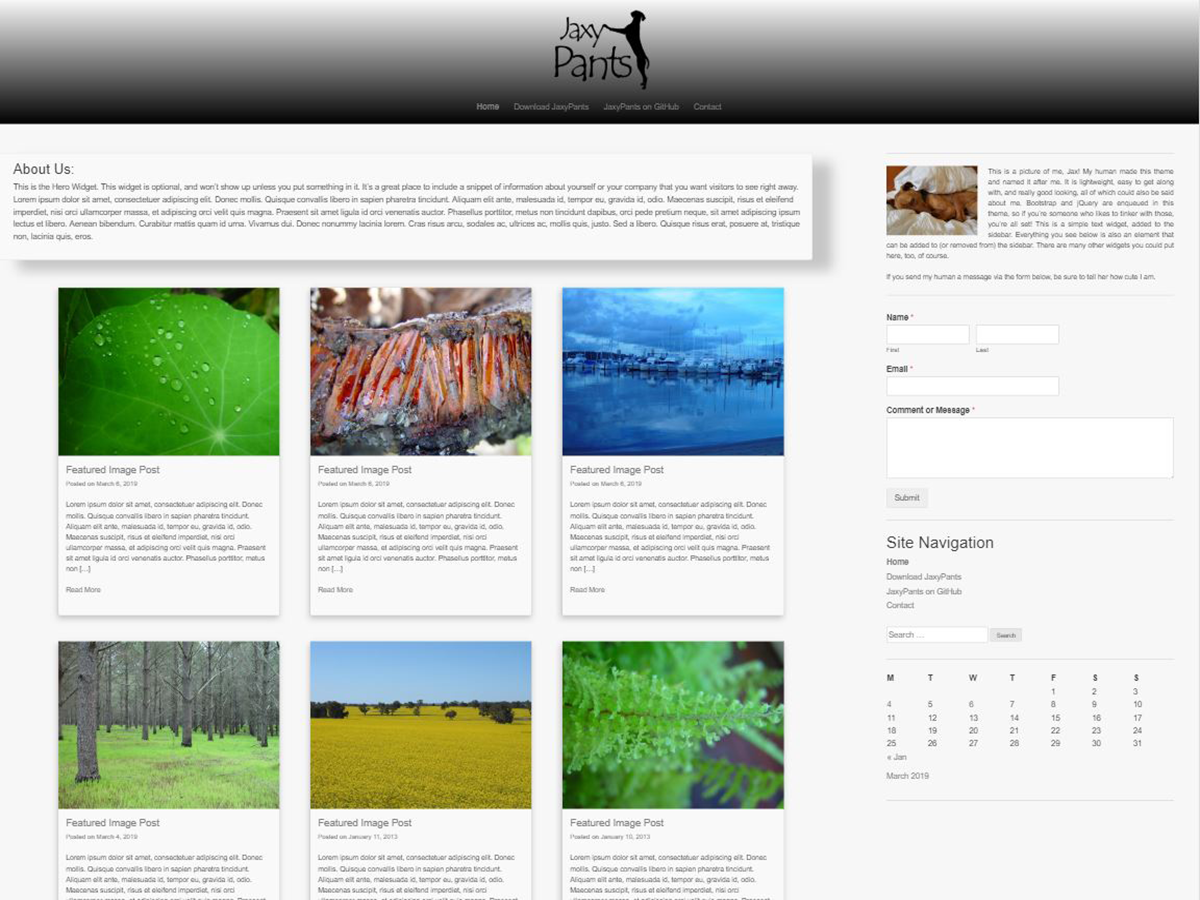 Jaxy
Pants
Home Download JaxyPants JaxyPants on GitHub Contact
About Us:
This is the Hero Widget. This widget is optional, and won't show up unless you put something in it. It's a great place to include a snippet of information about yourself or your company that you want visitors to see right away.
Lorem ipsum dolor sit amet, consectetuer adipiscing elit. Donec mollis. Quisque convallis libero in sapien pharetra tincidunt. Aliquam elit ante, malesuada id, tempor eu, gravida id, odio. Maecenas suscipit, risus et eleifend
imperdiet, nisi orci ullamcorper massa, et adipiscing orci velit quis magna. Praesent sit amet ligula id orci venenatis auctor. Phasellus porttitor, metus non tincidunt dapibus, orci pede pretium neque, sit amet adipiscing ipsum
lectus et libero. Aenean bibendum. Curabitur mattis quam id urna. Vivamus dui. Donec nonummy lacinia lorem. Cras risus arcu, sodales ac, ultrices ac, mollis quis, justo. Sed a libero. Quisque risus erat, posuere at, tristique
non, lacinia quis, eros.
Featured Image Post
Posted on March 6, 2019
Lorem ipsum dolor sit amet, consectetuer adipiscing elit. Donec
mollis. Quisque convallis libero in sapien pharetra tincidunt.
Aliquam elit ante, malesuada id, tempor eu, gravida id, odio.
Maecenas suscipit, risus et eleifend imperdiet, nisi orci
ullamcorper massa, et adipiscing orci velit quis magna. Praesent
sit amet ligula id orci venenatis auctor. Phasellus porttitor, metus
non [...]
Read More
Featured Image Post
Posted on March 6, 2019
Lorem ipsum dolor sit amet, consectetuer adipiscing elit. Donec
mollis. Quisque convallis libero in sapien pharetra tincidunt.
Aliquam elit ante, malesuada id, tempor eu, gravida id, odio.
Maecenas suscipit, risus et eleifend imperdiet, nisi orci
ullamcorper massa, et adipiscing orci velit quis magna. Praesent
sit amet ligula id orci venenatis auctor. Phasellus porttitor, metus
non [...]
Read More
Featured Image Post
Posted on March 6, 2019
Lorem ipsum dolor sit amet, consectetuer adipiscing elit. Donec
mollis. Quisque convallis libero in sapien pharetra tincidunt.
Aliquam elit ante, malesuada id, tempor eu, gravida id, odio.
Maecenas suscipit, risus et eleifend imperdiet, nisi orci
ullamcorper massa, et adipiscing orci velit quis magna. Praesent
sit amet ligula id orci venenatis auctor. Phasellus porttitor, metus
non [...]
Read More
Featured Image Post
Posted on March 4, 2019
Lorem ipsum dolor sit amet, consectetuer adipiscing elit. Donec
mollis. Quisque convallis libero in sapien pharetra tincidunt.
Aliquam elit ante, malesuada id, tempor eu, gravida id, odio.
Maecenas suscipit, risus et eleifend imperdiet, nisi orci
Featured Image Post
Posted on January 11, 2013
Lorem ipsum dolor sit amet, consectetuer adipiscing elit. Donec
mollis. Quisque convallis libero in sapien pharetra tincidunt.
Aliquam elit ante, malesuada id, tempor eu, gravida id, odio.
Maecenas suscipit, risus et eleifend imperdiet, nisi orci
Featured Image Post
Posted on January 10, 2013
Lorem ipsum dolor sit amet, consectetuer adipiscing elit. Donec
mollis. Quisque convallis libero in sapien pharetra tincidunt.
Aliquam elit ante, malesuada id, tempor eu, gravida id, odio.
Maecenas suscipit, risus et eleifend imperdiet, nisi orci
This is a picture of me, Jax! My human made this theme
and named it after me. It is lightweight, easy to get along
with, and really good looking, all of which could also be said
about me. Bootstrap and jQuery are enqueued in this
theme, so if you're someone who likes to tinker with those,
you're all set! This is a simple text widget, added to the
sidebar. Everything you see below is also an element that
can be added to (or removed from) the sidebar. There are many other widgets you could put
here, too, of course.
If you send my human a message via the form below, be sure to tell her how cute I am.
Name *
First Last
Email *
Comment or Message *
Submit
Site Navigation
Home
Download JaxyPants
JaxyPants on GitHub
Contact
Search … Search
M T W T F S S
1 2 3
4 5 6 7 8 9 10
11 12 13 14 15 16 17
18 19 20 21 22 23 24
25 26 27 28 29 30 31
« Jan
March 2019